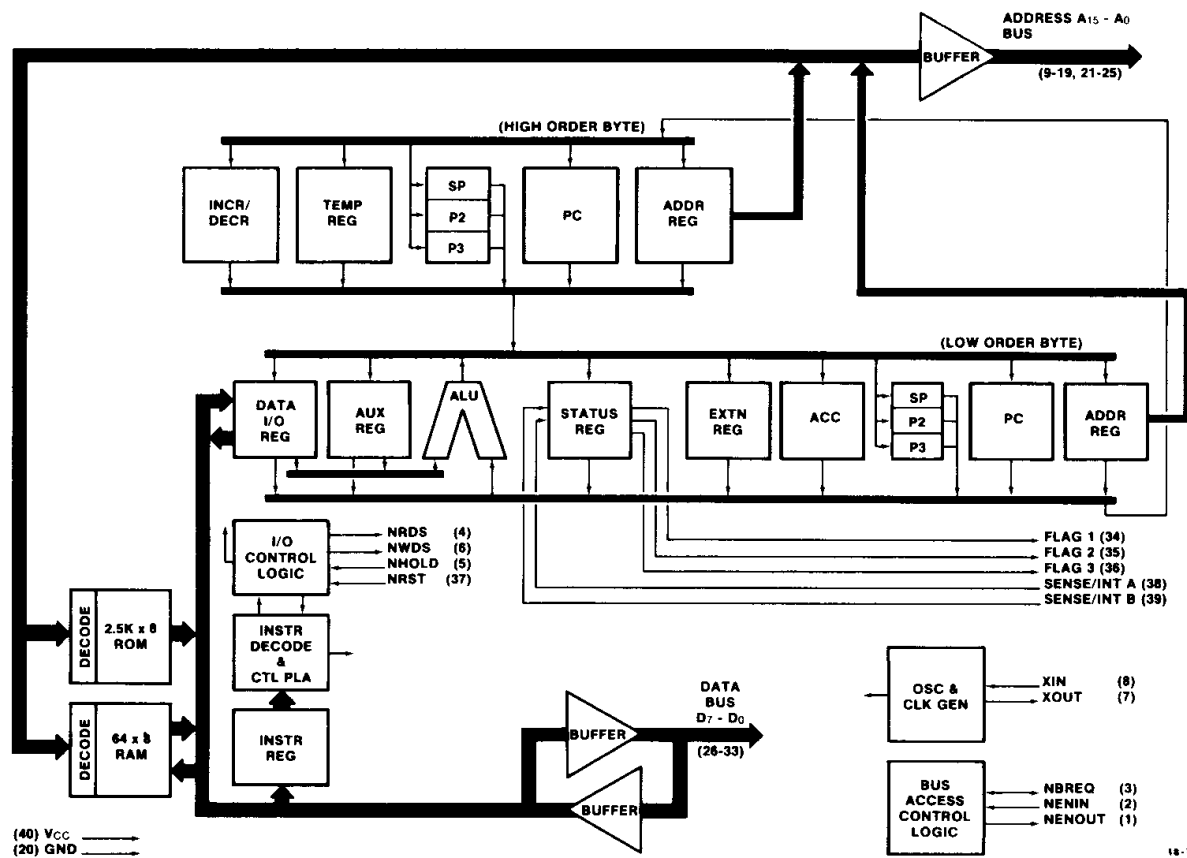 ADDRESS A15 - A0
BUS
BUFFER
(9-19, 21-25)
(HIGH ORDER BYTE)
INCR/
DECR
TEMP
REG
SP
P2
P3
PC
ADDR
REG
(LOW ORDER BYTE)
DATA
I/O
REG
AUX
REG
ALU
STATUS
REG
EXTN
REG
ACC
SP
P2
P3
PC
ADDR
REG
I/O
CONTROL
LOGIC
NRDS (4)
NWDS (6)
NHOLD (5)
NRST (37)
FLAG 1 (34)
FLAG 2 (35)
FLAG 3 (36)
SENSE/INT A (38)
SENSE/INT B (39)
DECODE
2.5K x 8
ROM
INSTR
DECODE
&
CTL PLA
DECODE
64 x 8
RAM
INSTR
REG
DATA
BUS
D7 - D0
(26-33)
BUFFER
BUFFER
OSC &
CLK GEN
XIN (8)
XOUT (7)
BUS
ACCESS
CONTROL
LOGIC
NBREQ (3)
NENIN (2)
NENOUT (1)
(40) VCC
(20) GND